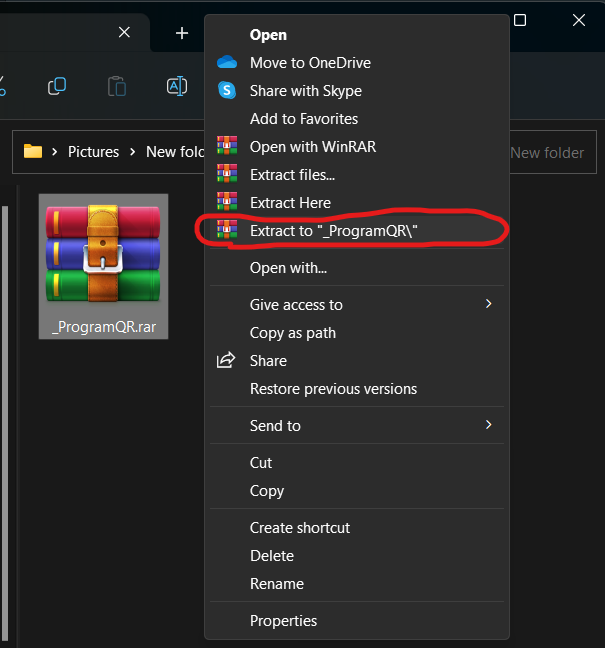 Pictures
New fold
New folder
_ProgramQR.rar
Open
Move to OneDrive
Share with Skype
Add to Favorites
Open with WinRAR
Extract files...
Extract Here
Extract to "_ProgramQR\"
Open with...
Give access to
Copy as path
Share
Restore previous versions
Send to
Cut
Copy
Create shortcut
Delete
Rename
Properties